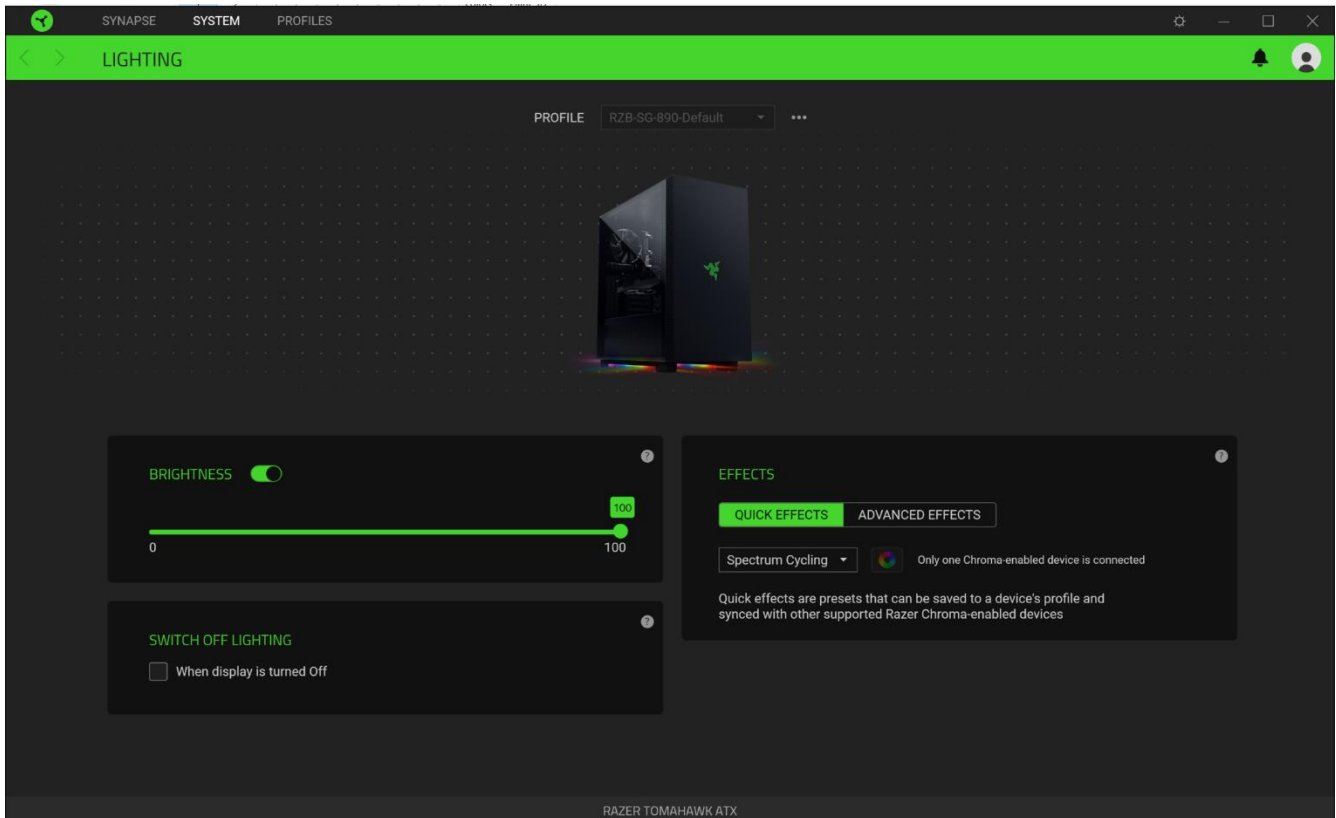 SYNAPSE SYSTEM PROFILES
LIGHTING
PROFILE RZB-SG-890-Default
BRIGHTNESS
100
0 100
SWITCH OFF LIGHTING
When display is turned Off
EFFECTS
QUICK EFFECTS ADVANCED EFFECTS
Spectrum Cycling Only one Chroma-enabled device is connected
Quick effects are presets that can be saved to a device's profile and
synced with other supported Razer Chroma-enabled devices
RAZER TOMAHAWK ATX